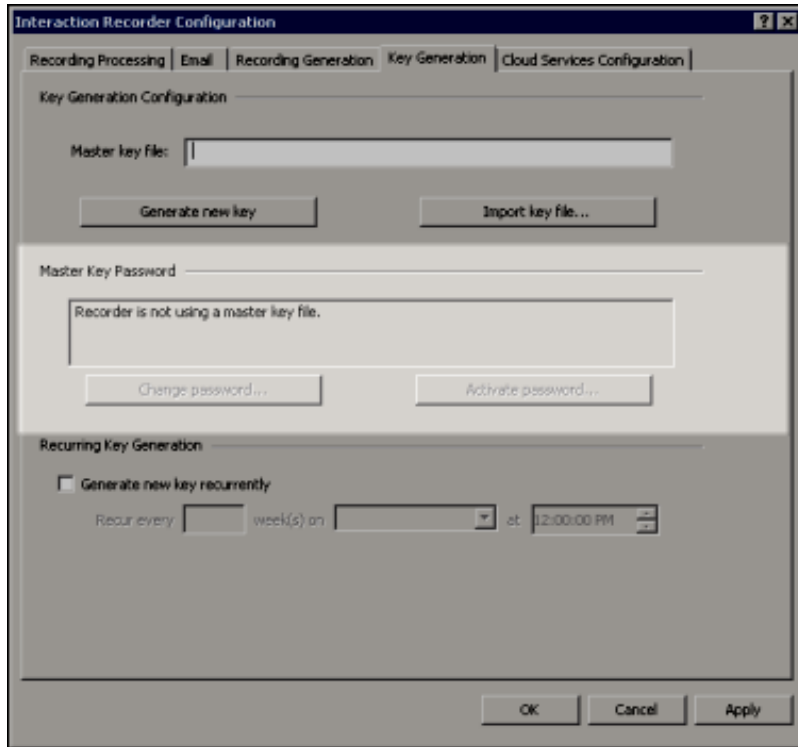 Interaction Recorder Configuration
Recording Processing Email Recording Generation Key Generation Cloud Services Configuration
Key Generation Configuration
Master key file:
Generate new key Import key file...
Master Key Password
Recorder is not using a master key file.
Change password... Activate password...
Recurring Key Generation
Generate new key recurrently
Recur every week(s) on at 12:00:00 PM
OK Cancel Apply